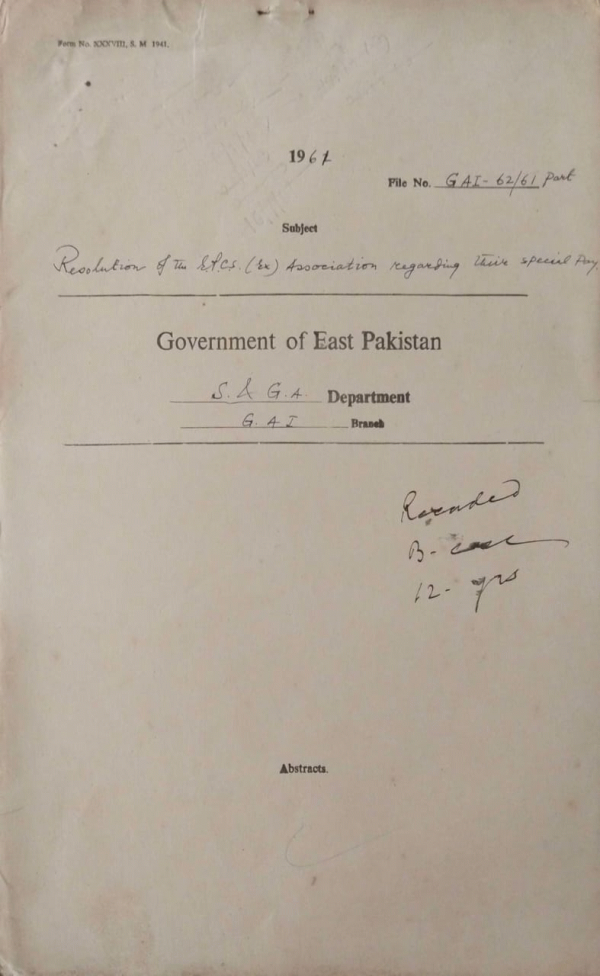 Form No. XXXVIII, S. M. 1941.
1961
File No. GAI-62/61 Part
Subject
Resolution of the E.P.C.S. (Ex) Association regarding their special Pay
Government of East Pakistan
S. & G.A. Department
G. A I Branch
Recorded
B-
12- yrs
Abstracts.